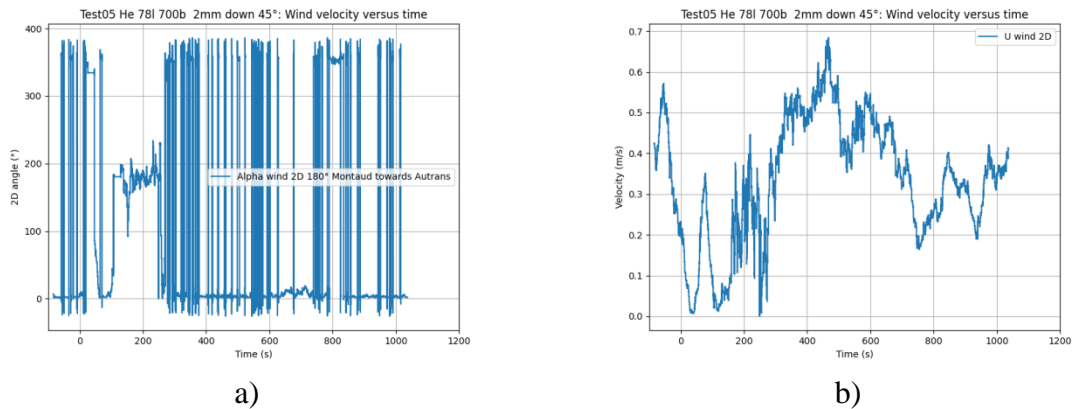 Test05 He 78l 700b  2mm down 45°: Wind velocity versus time
400
300
200
100
0
2D angle (°)
Alpha wind 2D 180° Montaud towards Autrans
0
200
400
600
800
1000
1200
Time (s)
a)
Test05 He 78l 700b  2mm down 45°: Wind velocity versus time
0.7
0.6
0.5
0.4
0.3
0.2
0.1
0.0
Velocity (m/s)
U wind 2D
0
200
400
600
800
1000
1200
Time (s)
b)